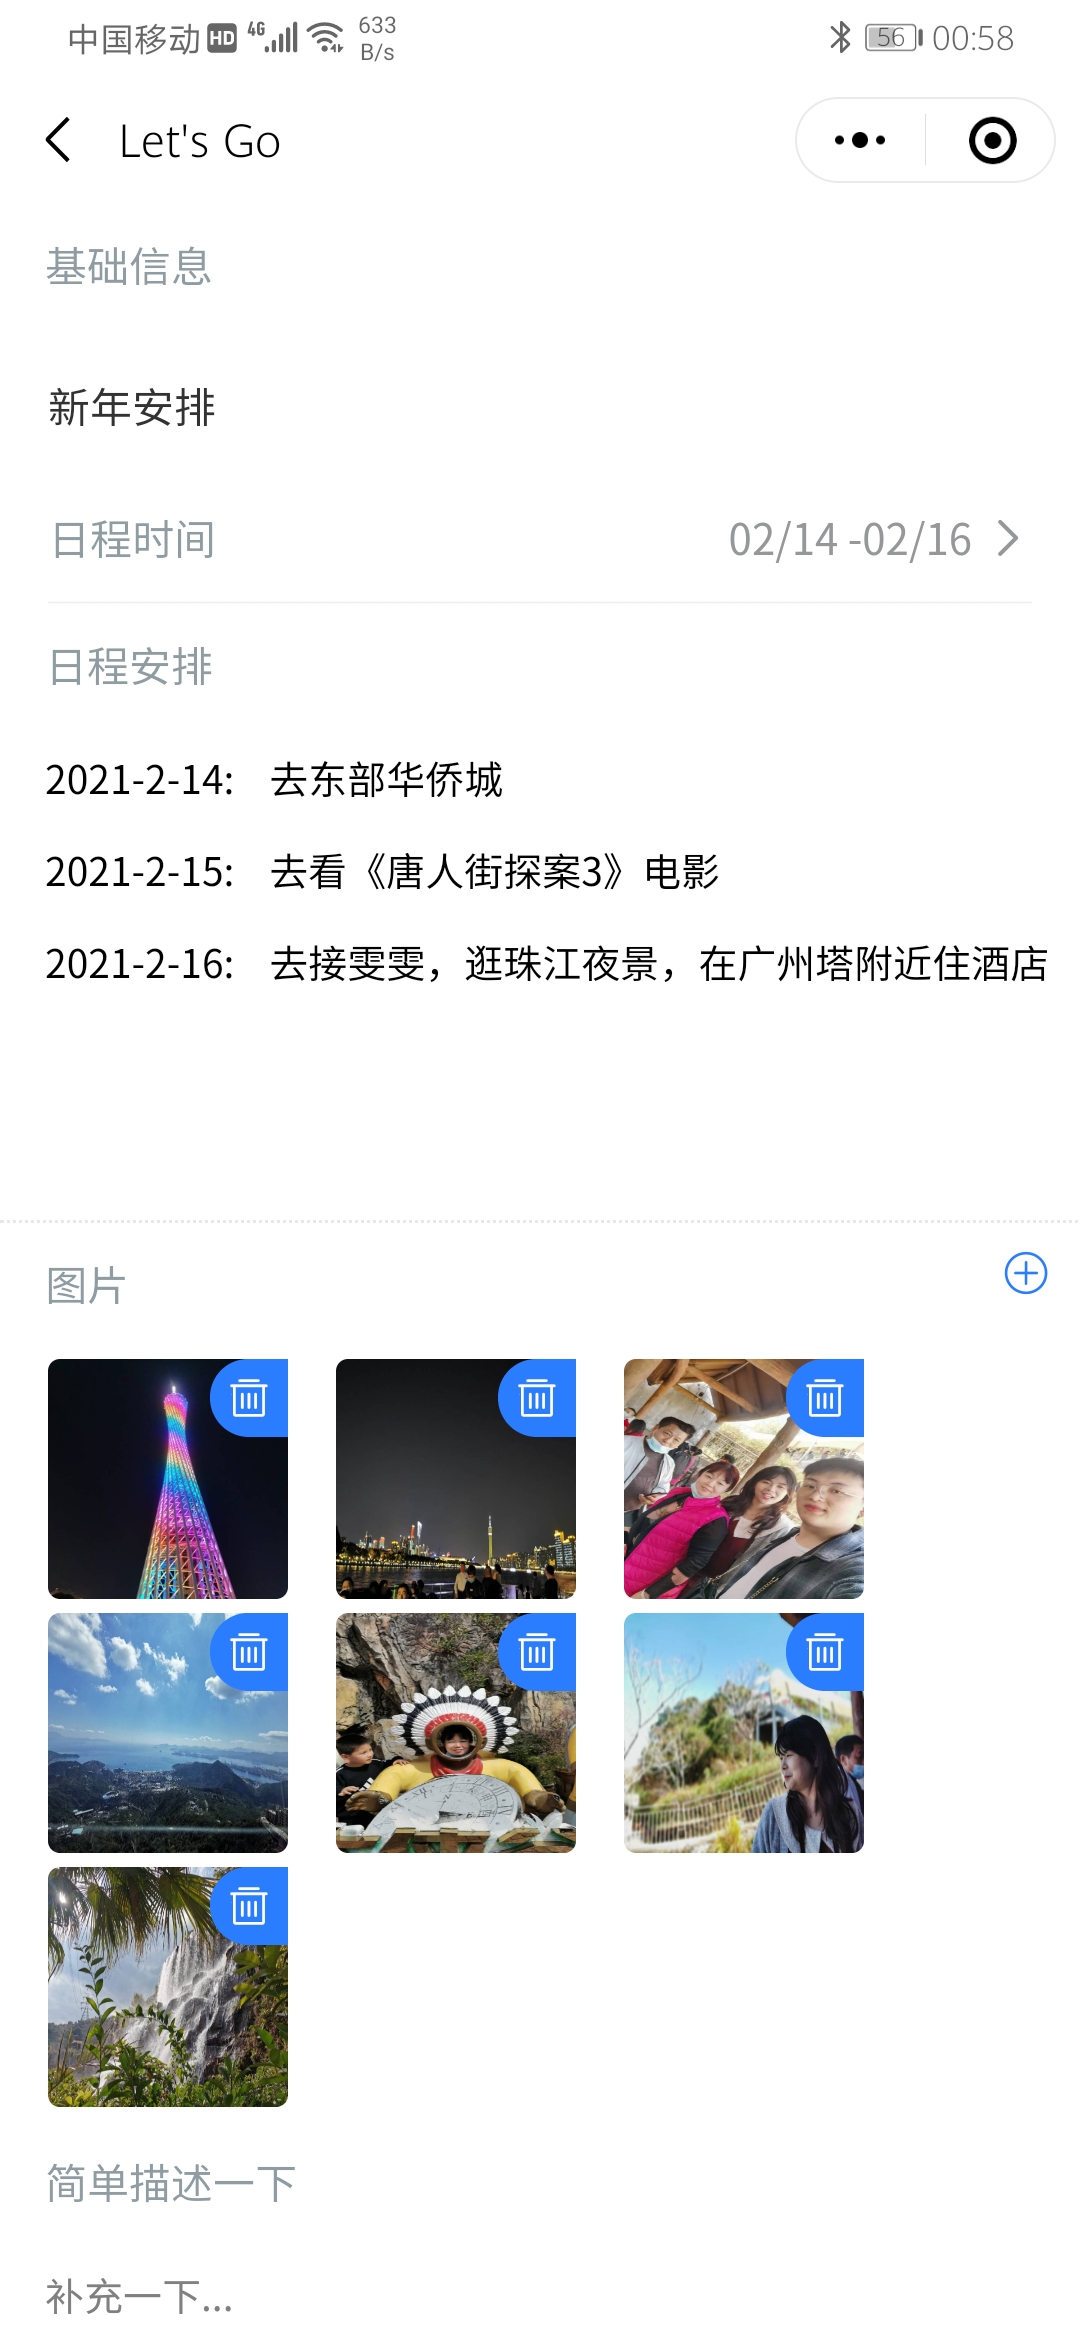 中国移动 HD 4G 633 B/s 56 00:58
Let's Go
基础信息
新年安排
日程时间 02/14 -02/16
日程安排
2021-2-14: 去东部华侨城
2021-2-15: 去看《唐人街探案3》电影
2021-2-16: 去接雯雯，逛珠江夜景，在广州塔附近住酒店
图片
简单描述一下
补充一下...